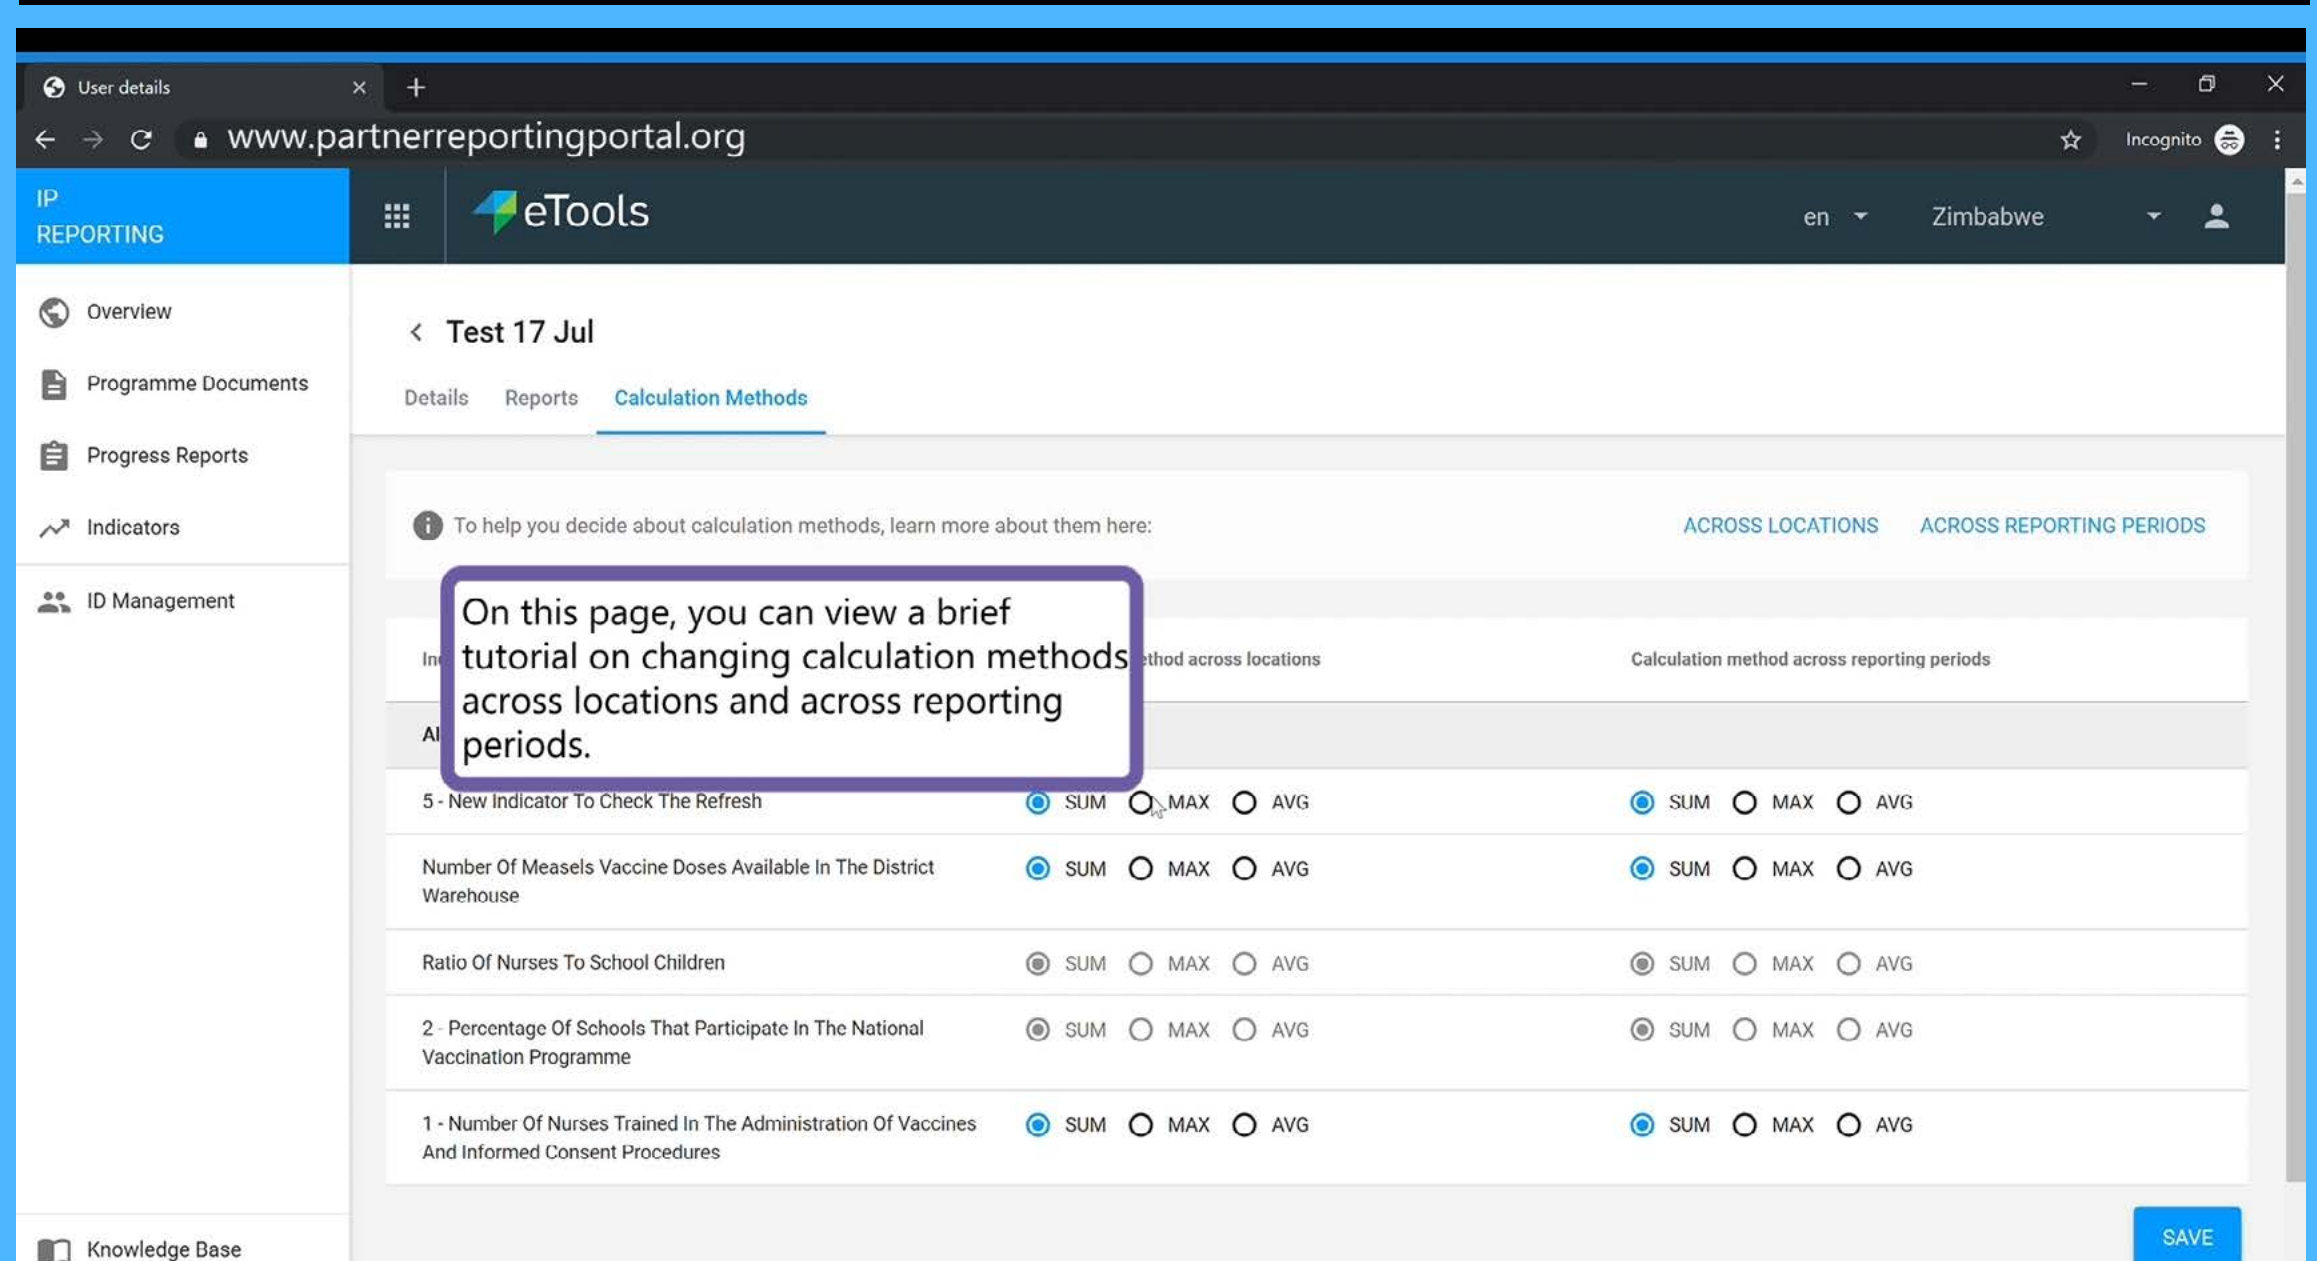 User details
www.partnerreportingportal.org
Incognito
IP
REPORTING
eTools
en
Zimbabwe
Overview
Programme Documents
Progress Reports
Indicators
ID Management
Knowledge Base
Test 17 Jul
Details Reports Calculation Methods
To help you decide about calculation methods, learn more about them here:
ACROSS LOCATIONS ACROSS REPORTING PERIODS
On this page, you can view a brief
tutorial on changing calculation methods
across locations and across reporting
periods.
across locations
Calculation method across reporting periods
5 - New Indicator To Check The Refresh
SUM MAX AVG SUM MAX AVG
Number Of Measels Vaccine Doses Available In The District
Warehouse
SUM MAX AVG SUM MAX AVG
Ratio Of Nurses To School Children
SUM MAX AVG SUM MAX AVG
2 - Percentage Of Schools That Participate In The National
Vaccination Programme
SUM MAX AVG SUM MAX AVG
1 - Number Of Nurses Trained In The Administration Of Vaccines
And Informed Consent Procedures
SUM MAX AVG SUM MAX AVG
SAVE